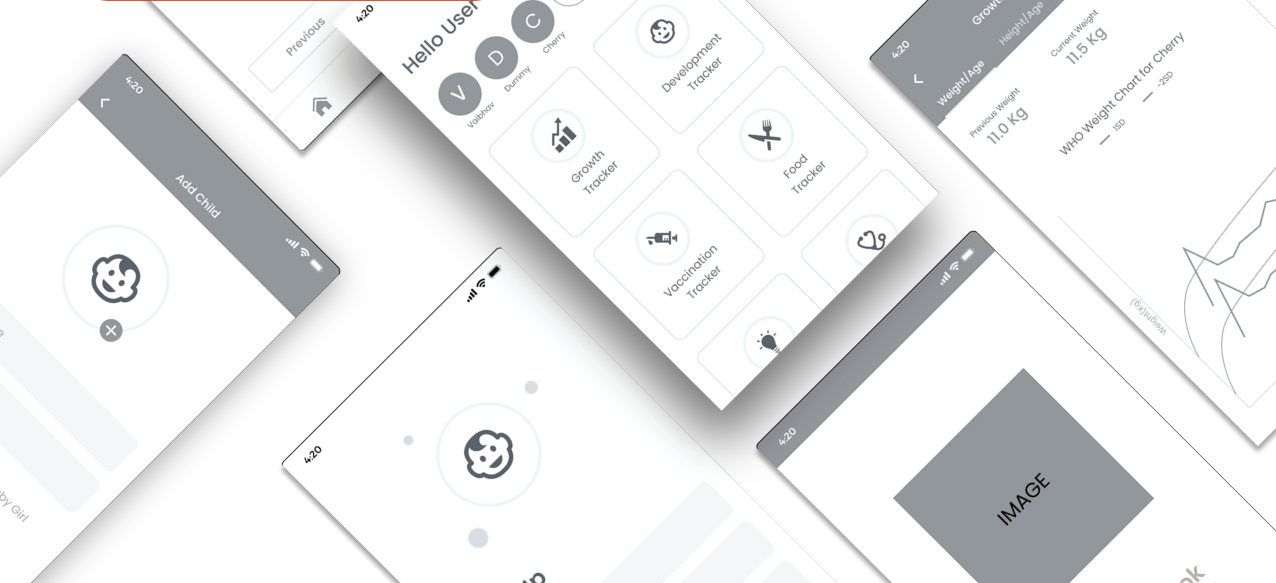 4:20
Add Child
by Girl
Previous
4:20
Hello User
V
D
C
Vaibhav
Dummy
Cherry
Development
Tracker
Growth
Tracker
Food
Tracker
Vaccination
Tracker
4:20
4:20
IMAGE
4:20
Weight/Age
Height/Age
Previous Weight
11.0 Kg
Current Weight
11.5 Kg
WHO Weight Chart for Cherry
1SD
-2SD
Weight(kg)